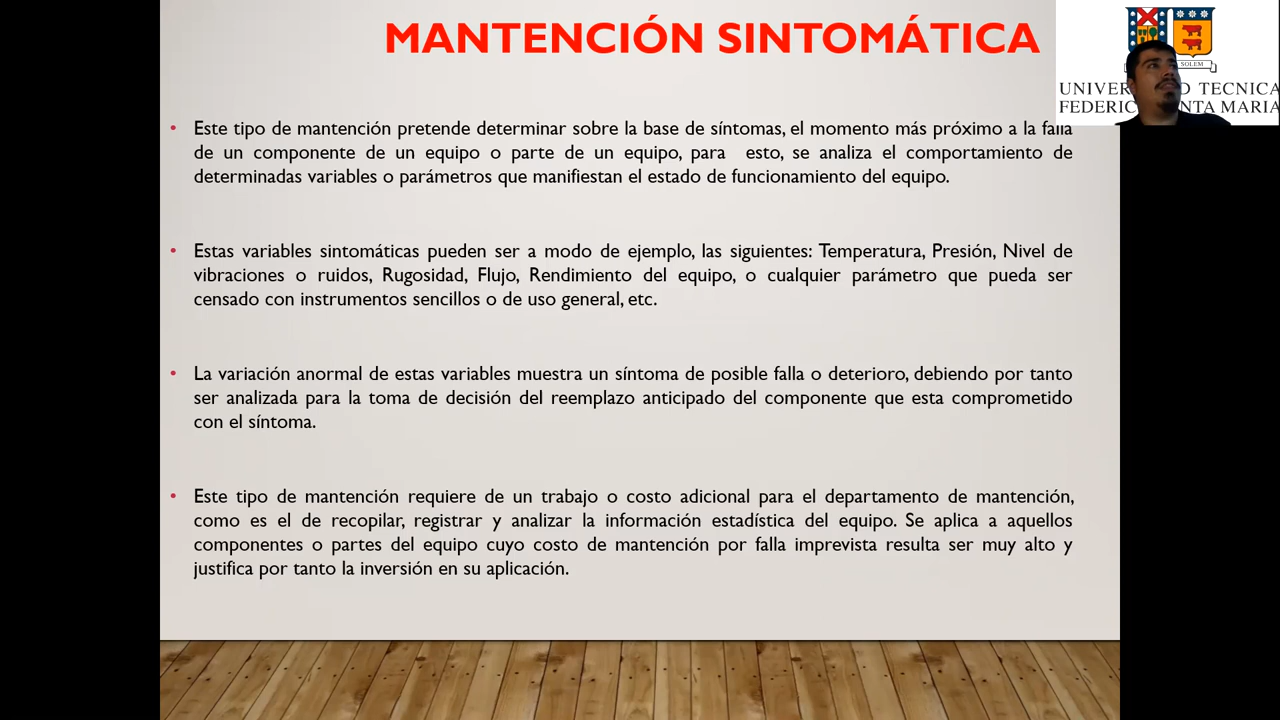 MANTENCIÓN SINTOMÁTICA
SOLEM
UNIVER D TECNICA
FEDERIC NTA MARIA
• Este tipo de mantención pretende determinar sobre la base de síntomas, el momento más próximo a la falla
de un componente de un equipo o parte de un equipo, para esto, se analiza el comportamiento de
determinadas variables o parámetros que manifiestan el estado de funcionamiento del equipo.
• Estas variables sintomáticas pueden ser a modo de ejemplo, las siguientes: Temperatura, Presión, Nivel de
vibraciones o ruidos, Rugosidad, Flujo, Rendimiento del equipo, o cualquier parámetro que pueda ser
censado con instrumentos sencillos o de uso general, etc.
• La variación anormal de estas variables muestra un síntoma de posible falla o deterioro, debiendo por tanto
ser analizada para la toma de decisión del reemplazo anticipado del componente que esta comprometido
con el síntoma.
• Este tipo de mantención requiere de un trabajo o costo adicional para el departamento de mantención,
como es el de recopilar, registrar y analizar la información estadística del equipo. Se aplica a aquellos
componentes o partes del equipo cuyo costo de mantención por falla imprevista resulta ser muy alto y
justifica por tanto la inversión en su aplicación.